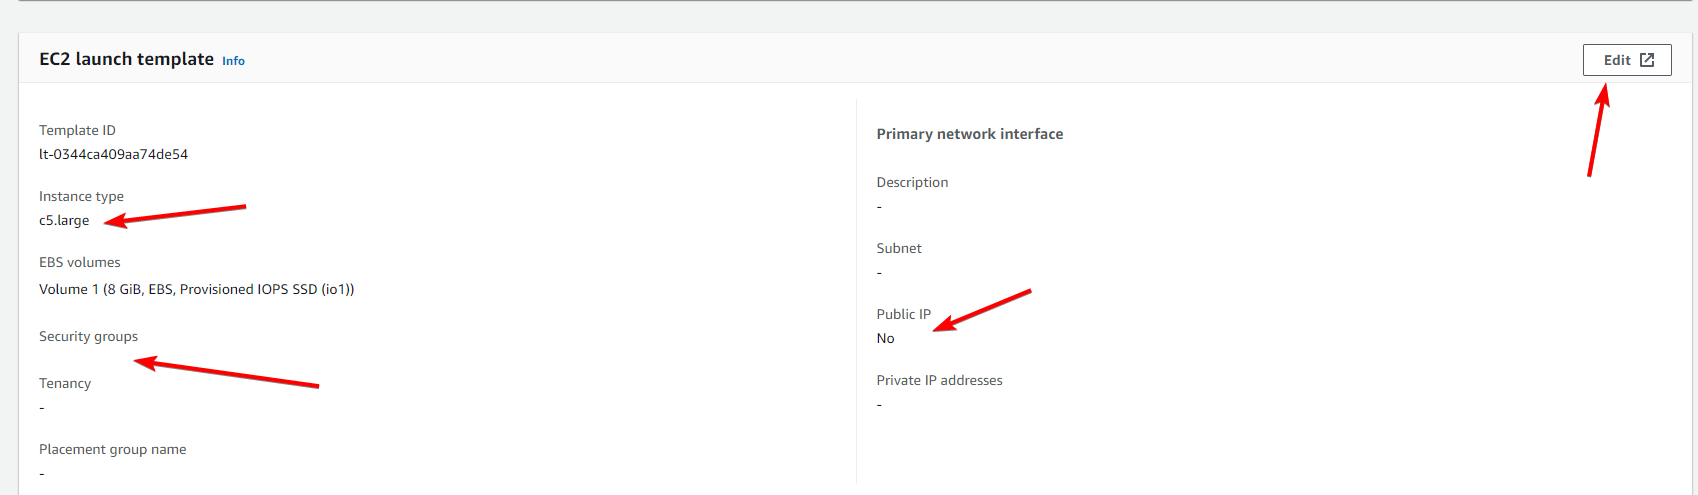 EC2 launch template Info
Edit
Template ID
lt-0344ca409aa74de54
Instance type
c5.large
EBS volumes
Volume 1 (8 GiB, EBS, Provisioned IOPS SSD (io1))
Security groups
Tenancy
-
Placement group name
-
Primary network interface
Description
-
Subnet
-
Public IP
No
Private IP addresses
-